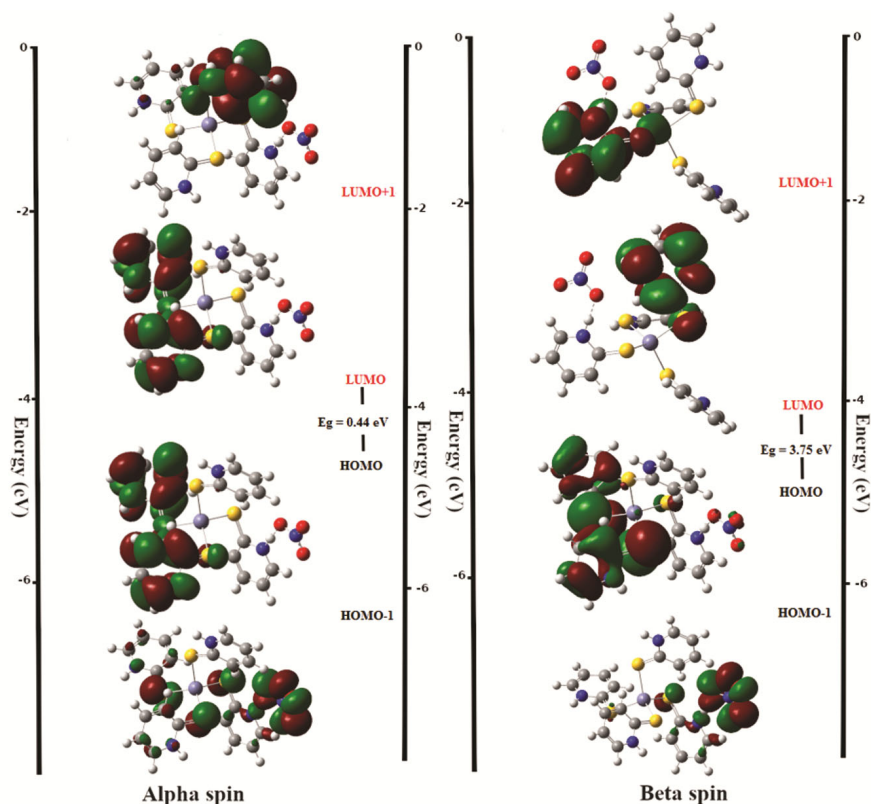 0
-2
-4
-6
Energy (eV)
LUMO+1
LUMO
Eg = 0.44 eV
HOMO
HOMO-1
0
-2
-4
-6
Energy (eV)
Alpha spin
0
-2
-4
-6
Energy (eV)
LUMO+1
LUMO
Eg = 3.75 eV
HOMO
HOMO-1
0
-2
-4
-6
Energy (eV)
Beta spin